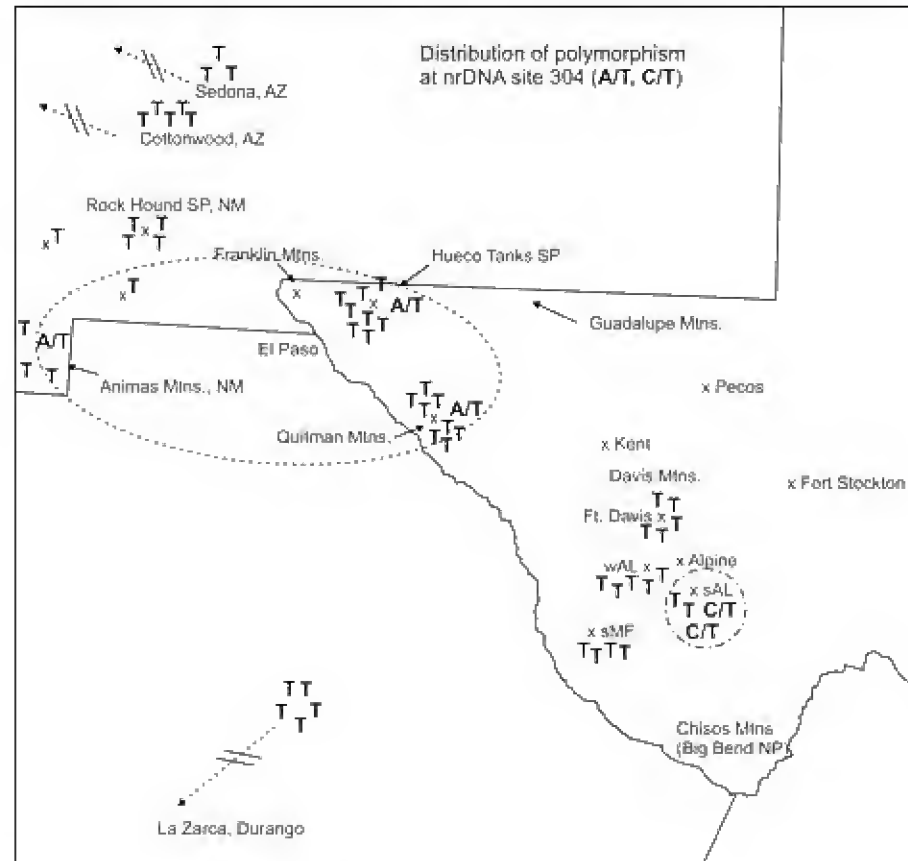 Distribution of polymorphism
at nrDNA site 304 (A/T, C/T)
T
T T
Sedona, AZ
T T T T
Cottonwood, AZ
Rock Hound SP, NM
x T
T x T
T T
Franklin Mtns.
Hueco Tanks SP
x T
x
T
T T x A/T
T T T
T T
Guadalupe Mtns.
T
A/T
T T
El Paso
Animas Mtns., NM
x Pecos
T T T
T x A/T
T T T
Quitman Mtns.
x Kent
Davis Mtns.
x Fort Stockton
T T
Ft. Davis x T
T T
wAL x T x Alpine
T T T T T
x sAL
T T C/T
C/T
x sMF
T T T T
T T
T T T
Chisos Mtns
(Big Bend NP)
La Zarca, Durango